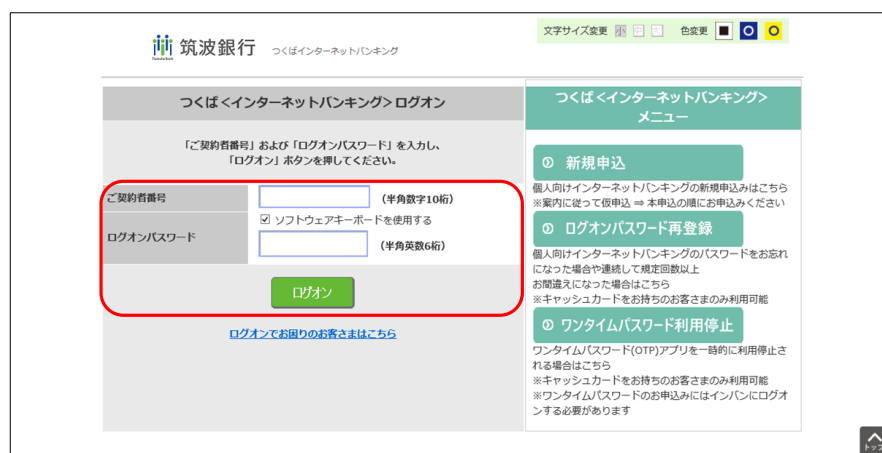 文字サイズ変更 小 中 大 色変更
筑波銀行 つくばインターネットバンキング
つくば<インターネットバンキング>ログオン
「ご契約者番号」および「ログオンパスワード」を入力し、
「ログオン」ボタンを押してください。
ご契約者番号 (半角数字10桁)
ソフトウェアキーボードを使用する
ログオンパスワード (半角英数6桁)
ログオン
ログオンでお困りのお客さまはこちら
つくば<インターネットバンキング>
メニュー
新規申込
個人向けインターネットバンキングの新規申込みはこちら
※案内に従って仮申込 ⇒ 本申込の順にお申込みください
ログオンパスワード再登録
個人向けインターネットバンキングのパスワードをお忘れ
になった場合や連続して規定回数以上
お間違えになった場合はこちら
※キャッシュカードをお持ちのお客さまのみ利用可能
ワンタイムパスワード利用停止
ワンタイムパスワード(OTP)アプリを一時的に利用停止さ
れる場合はこちら
※キャッシュカードをお持ちのお客さまのみ利用可能
※ワンタイムパスワードのお申込みにはインバンにログオ
ンする必要があります
トップ